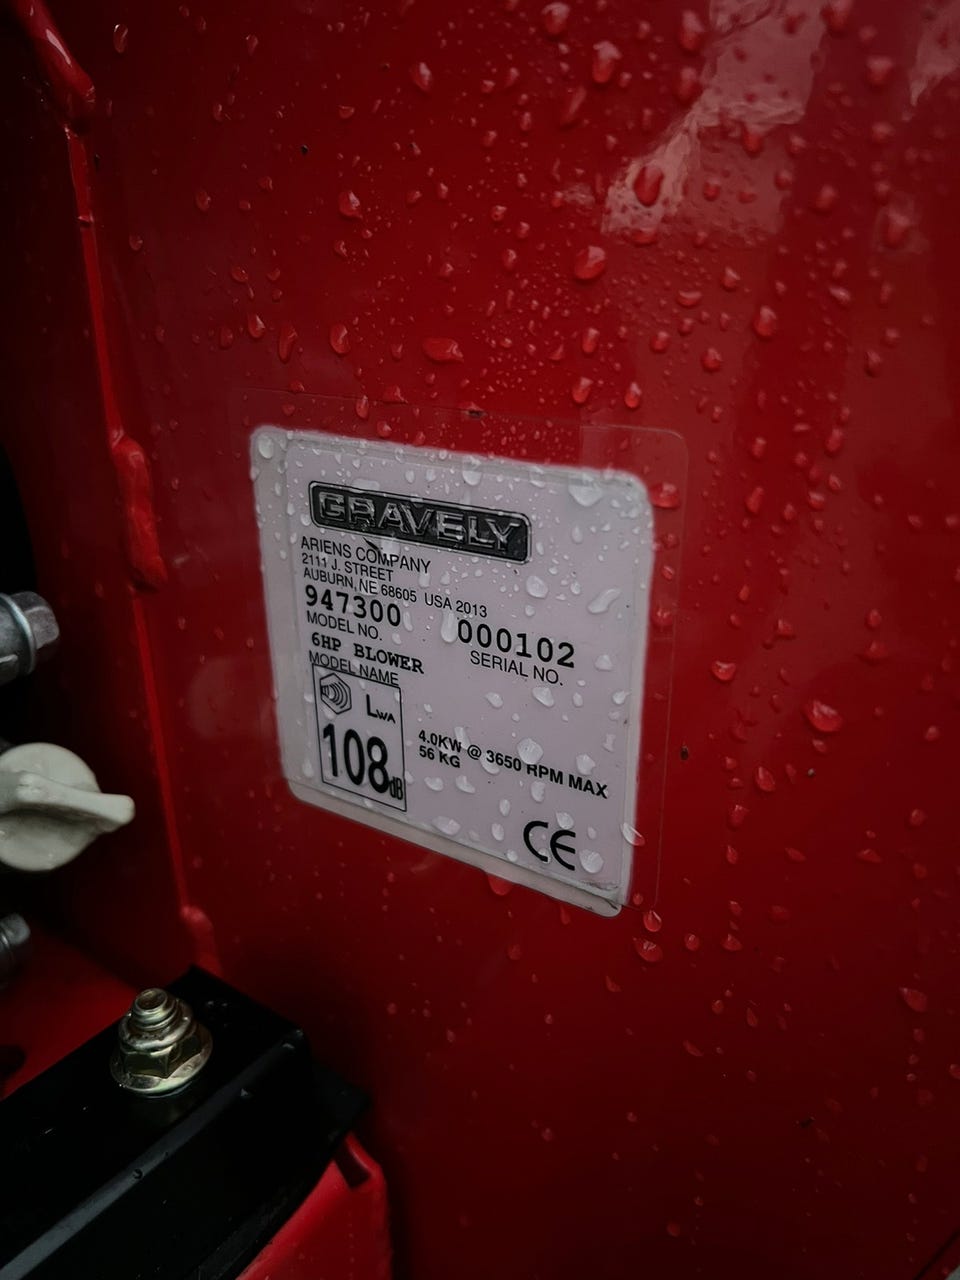 GRAVELY
ARIENS COMPANY
2111 J. STREET
AUBURN, NE 68605 USA 2013
947300 000102
MODEL NO. SERIAL NO.
6HP BLOWER
MODEL NAME
LWA
108dB
4.0KW @ 3650 RPM MAX
56 KG
CE